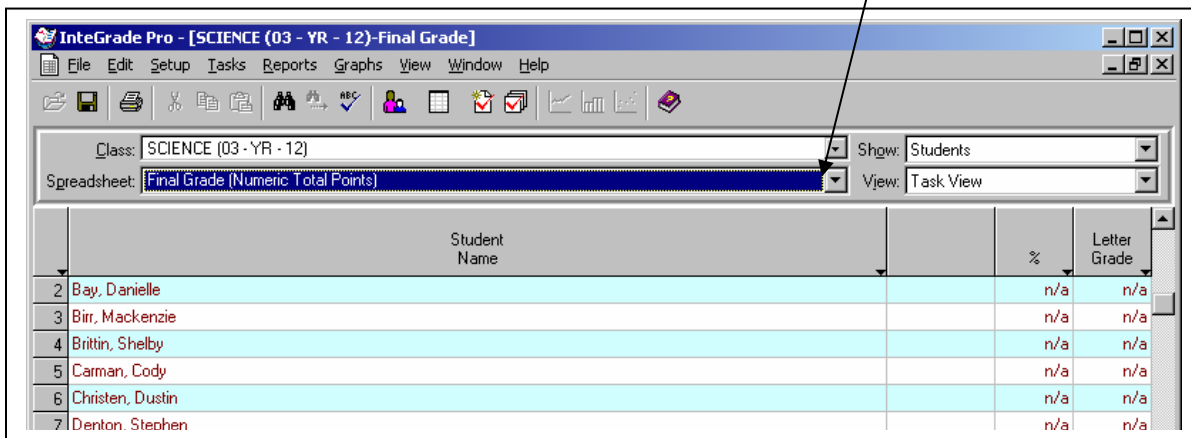 InteGrade Pro - [SCIENCE (03 - YR - 12)-Final Grade]
File Edit Setup Tasks Reports Graphs View Window Help
ABC
Class: SCIENCE (03 - YR - 12) Show: Students
Spreadsheet: Final Grade (Numeric Total Points) View: Task View
Student Name % Letter Grade
2 Bay, Danielle n/a n/a
3 Birr, Mackenzie n/a n/a
4 Brittin, Shelby n/a n/a
5 Carman, Cody n/a n/a
6 Christen, Dustin n/a n/a
7 Denton, Stephen n/a n/a